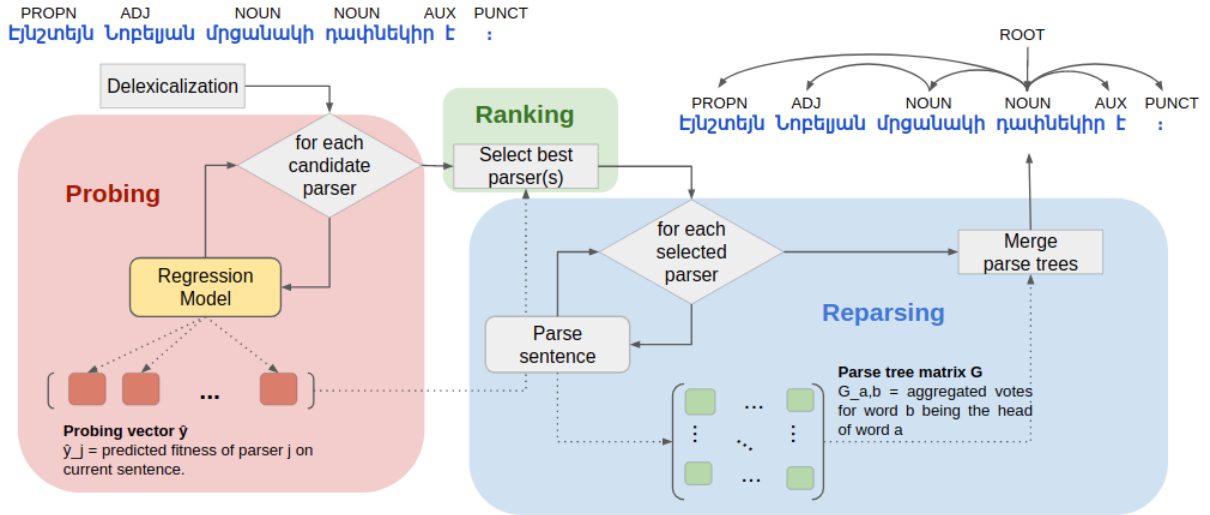 PROPN ADJ NOUN NOUN AUX PUNCT
Էյնշտեյն Նոբելյան մրցանակի դափնեկիր է :
Delexicalization
for each
candidate
parser
Probing
Regression
Model
...
Probing vector ŷ
ŷ_j = predicted fitness of parser j on
current sentence.
Ranking
Select best
parser(s)
for each
selected
parser
Parse
sentence
Reparsing
Merge
parse trees
Parse tree matrix G
G_a,b = aggregated votes
for word b being the head
of word a
... 
...
ROOT
PROPN ADJ NOUN NOUN AUX PUNCT
Էյնշտեյն Նոբելյան մրցանակի դափնեկիր է :